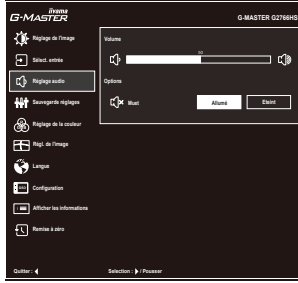 iiyama
G-MASTER
G-MASTER G2766HS
Réglage de l'image
Sélect. entrée
Réglage audio
Sauvegarde réglages
Réglage de la couleur
Régl. de l'image
Langue
Configuration
Afficher les informations
Remise à zéro
Volume
50
Options
Muet
Allumé
Eteint
Quitter :
Sélection : / Pousser